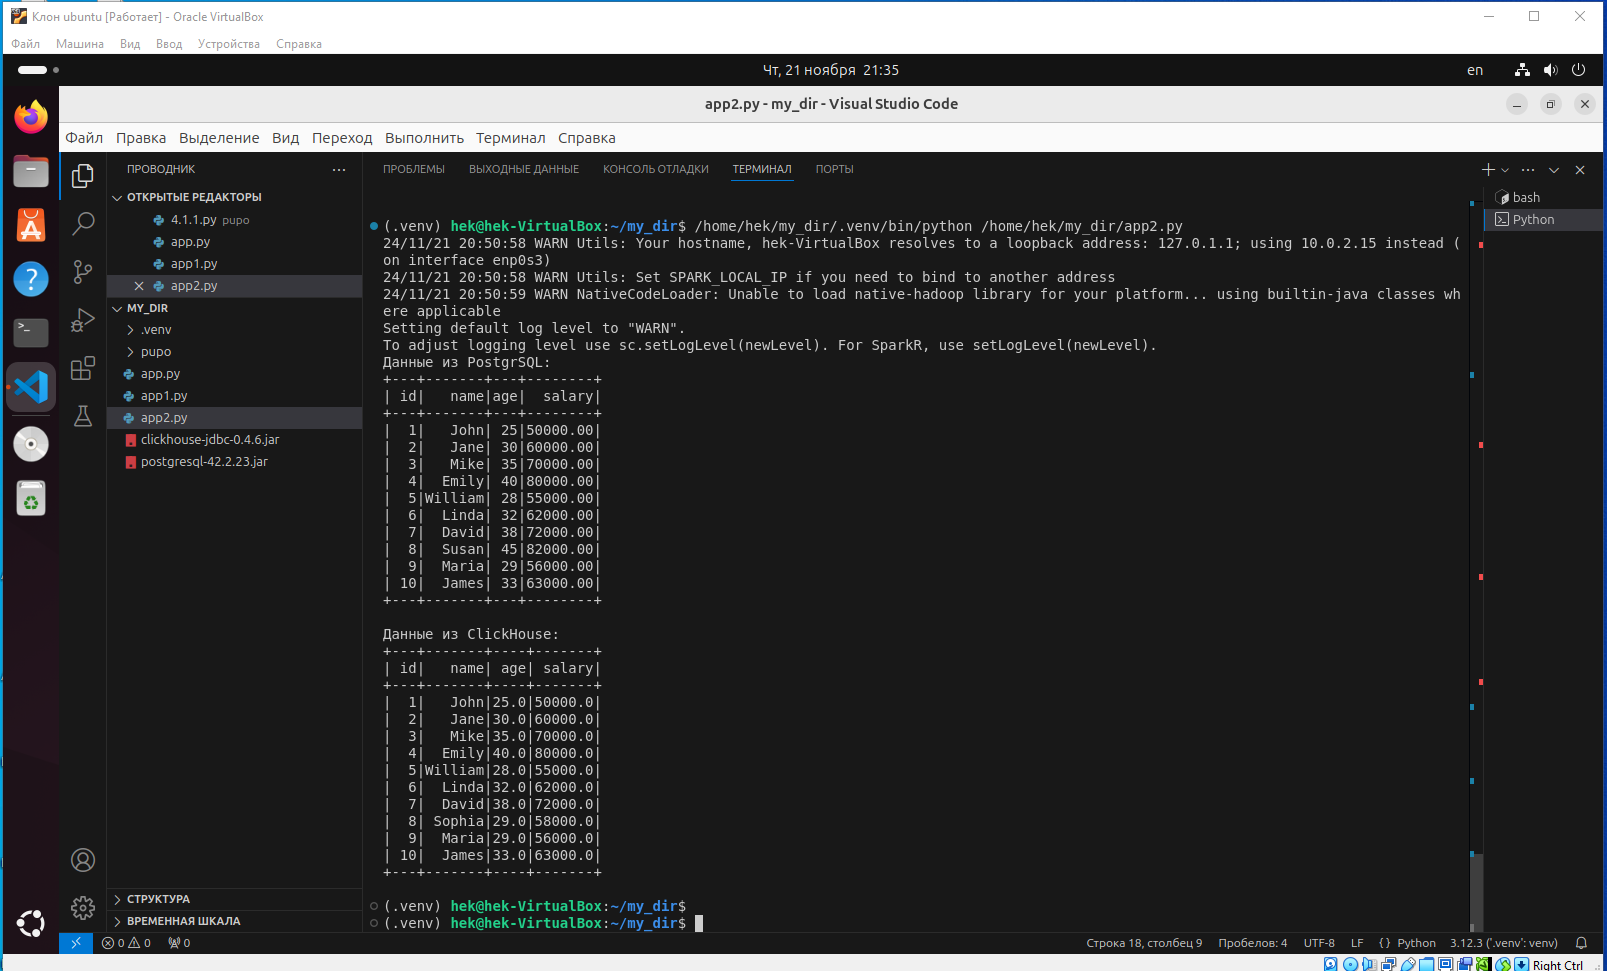 Клон ubuntu [Работает] - Oracle VirtualBox
Файл Машина Вид Ввод Устройства Справка
Чт, 21 ноября 21:35
en
app2.py - my_dir - Visual Studio Code
Файл Правка Выделение Вид Переход Выполнить Терминал Справка
ПРОВОДНИК
ОТКРЫТЫЕ РЕДАКТОРЫ
4.1.1.py pupo
app.py
app1.py
app2.py
MY_DIR
.venv
pupo
app.py
app1.py
app2.py
clickhouse-jdbc-0.4.6.jar
postgresql-42.2.23.jar
СТРУКТУРА
ВРЕМЕННАЯ ШКАЛА
ПРОБЛЕМЫ ВЫХОДНЫЕ ДАННЫЕ КОНСОЛЬ ОТЛАДКИ ТЕРМИНАЛ ПОРТЫ
bash
Python
(.venv) hek@hek-VirtualBox:~/my_dir$ /home/hek/my_dir/.venv/bin/python /home/hek/my_dir/app2.py
24/11/21 20:50:58 WARN Utils: Your hostname, hek-VirtualBox resolves to a loopback address: 127.0.1.1; using 10.0.2.15 instead (
on interface enp0s3)
24/11/21 20:50:58 WARN Utils: Set SPARK_LOCAL_IP if you need to bind to another address
24/11/21 20:50:59 WARN NativeCodeLoader: Unable to load native-hadoop library for your platform... using builtin-java classes wh
ere applicable
Setting default log level to "WARN".
To adjust logging level use sc.setLogLevel(newLevel). For SparkR, use setLogLevel(newLevel).
Данные из PostgrSQL:
+---+-------+---+--------+
| id|   name|age|  salary|
+---+-------+---+--------+
|  1|   John| 25|50000.00|
|  2|   Jane| 30|60000.00|
|  3|   Mike| 35|70000.00|
|  4|  Emily| 40|80000.00|
|  5|William| 28|55000.00|
|  6|  Linda| 32|62000.00|
|  7|  David| 38|72000.00|
|  8|  Susan| 45|82000.00|
|  9|  Maria| 29|56000.00|
| 10|  James| 33|63000.00|
+---+-------+---+--------+
Данные из ClickHouse:
+---+-------+----+-------+
| id|   name| age| salary|
+---+-------+----+-------+
|  1|   John|25.0|50000.0|
|  2|   Jane|30.0|60000.0|
|  3|   Mike|35.0|70000.0|
|  4|  Emily|40.0|80000.0|
|  5|William|28.0|55000.0|
|  6|  Linda|32.0|62000.0|
|  7|  David|38.0|72000.0|
|  8| Sophia|29.0|58000.0|
|  9|  Maria|29.0|56000.0|
| 10|  James|33.0|63000.0|
+---+-------+----+-------+
(.venv) hek@hek-VirtualBox:~/my_dir$
(.venv) hek@hek-VirtualBox:~/my_dir$
0 0 0
Строка 18, столбец 9 Пробелов: 4 UTF-8 LF {} Python 3.12.3 ('.venv': venv)
Right Ctrl